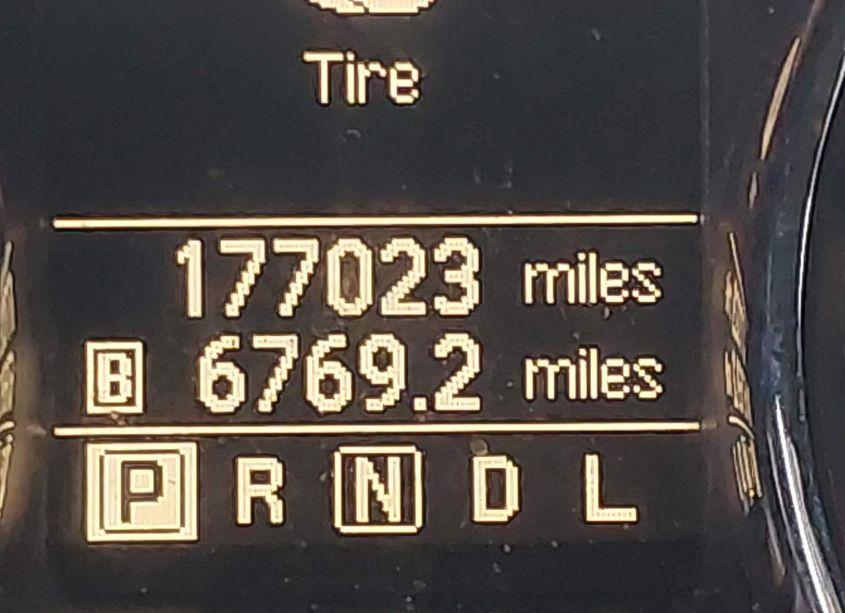 Tire
177023 miles
B 6769.2 miles
P R N D L